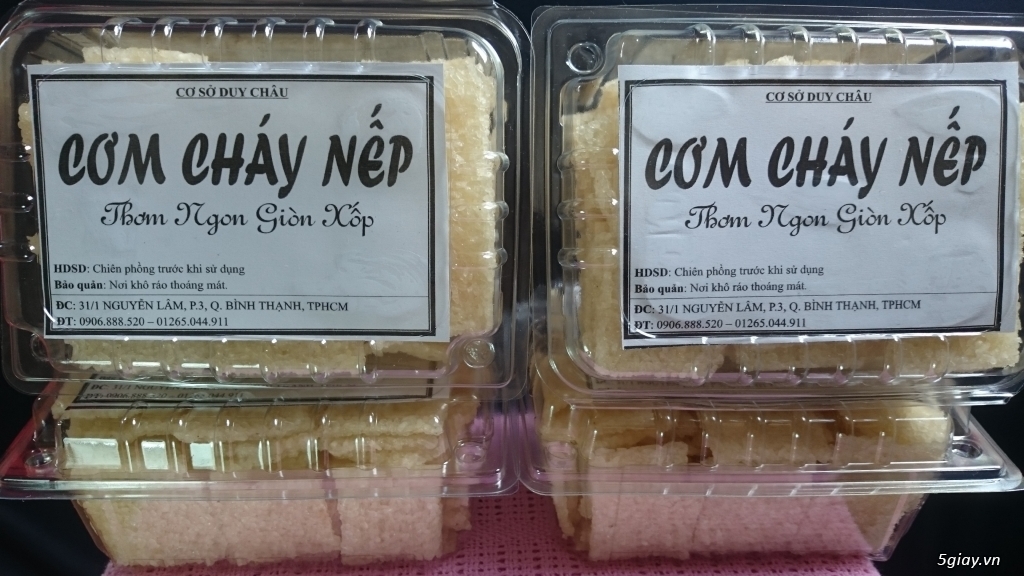 CƠ SỞ DUY CHÂU
CƠM CHÁY NẾP
Thơm Ngon Giòn Xốp
HDSD: Chiên phồng trước khi sử dụng
Bảo quản: Nơi khô ráo thoáng mát.
ĐC: 31/1 NGUYÊN LÂM, P.3, Q. BÌNH THẠNH, TPHCM
ĐT: 0906.888.520 – 01265.044.911
CƠ SỞ DUY CHÂU
CƠM CHÁY NẾP
Thơm Ngon Giòn Xốp
HDSD: Chiên phồng trước khi sử dụng
Bảo quản: Nơi khô ráo thoáng mát.
ĐC: 31/1 NGUYÊN LÂM, P.3, Q. BÌNH THẠNH, TPHCM
ĐT: 0906.888.520 – 01265.044.911
5giay.vn